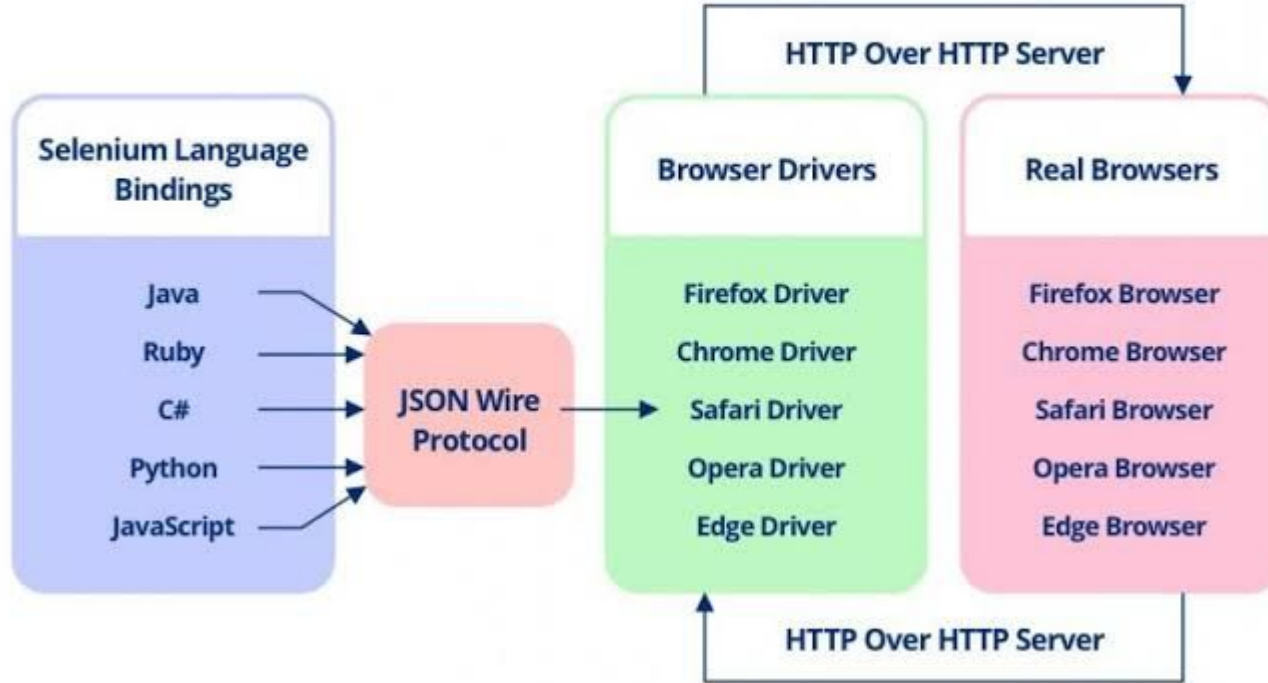 HTTP Over HTTP Server
Selenium Language
Bindings
Java
Ruby
C#
Python
JavaScript
JSON Wire
Protocol
Browser Drivers
Firefox Driver
Chrome Driver
Safari Driver
Opera Driver
Edge Driver
Real Browsers
Firefox Browser
Chrome Browser
Safari Browser
Opera Browser
Edge Browser
HTTP Over HTTP Server